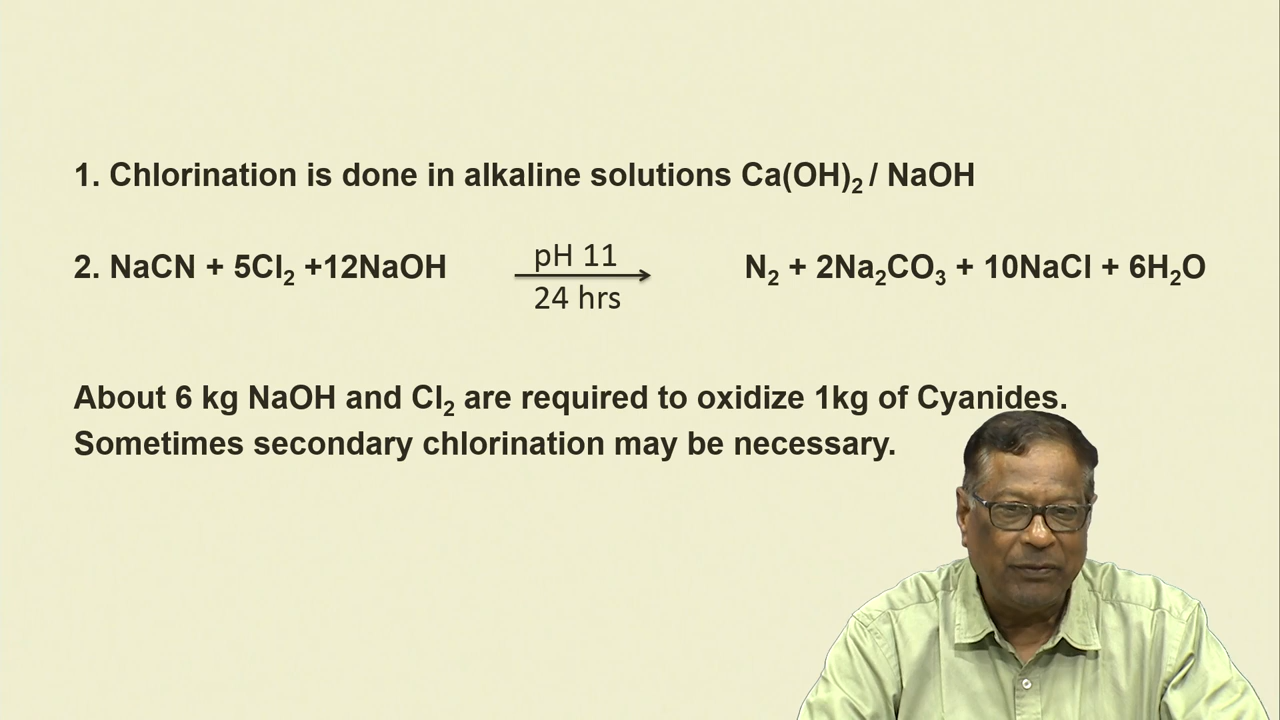 1. Chlorination is done in alkaline solutions Ca(OH)₂ / NaOH
2. NaCN + 5Cl₂ +12NaOH pH 11 24 hrs N₂ + 2Na₂CO₃ + 10NaCl + 6H₂O
About 6 kg NaOH and Cl₂ are required to oxidize 1kg of Cyanides.
Sometimes secondary chlorination may be necessary.